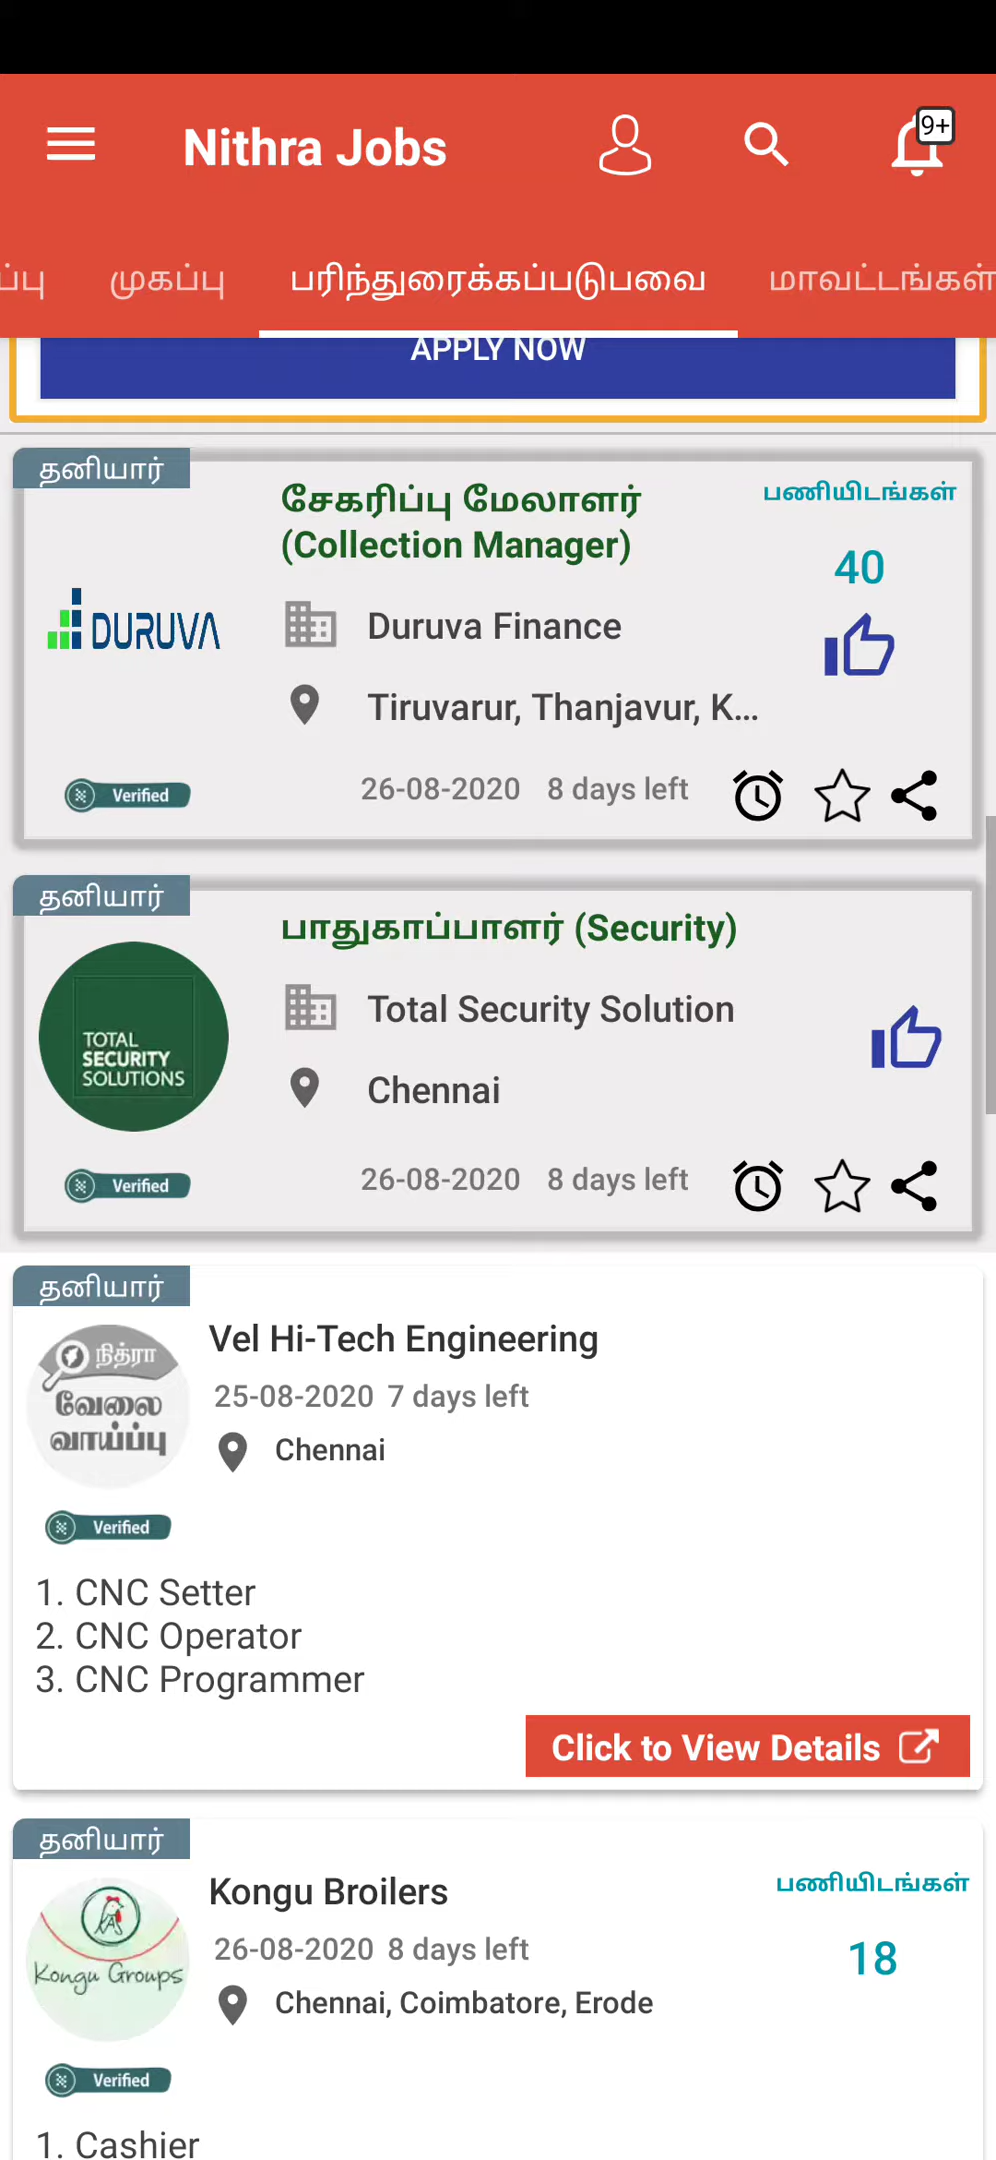 Nithra Jobs
9+
ப்பு முகப்பு பரிந்துரைக்கப்படுபவை மாவட்டங்கள்
APPLY NOW
தனியார்
சேகரிப்பு மேலாளர்
(Collection Manager)
பணியிடங்கள்
40
DURUVA
Duruva Finance
Tiruvarur, Thanjavur, K...
Verified
26-08-2020 8 days left
தனியார்
பாதுகாப்பாளர் (Security)
TOTAL
SECURITY
SOLUTIONS
Total Security Solution
Chennai
Verified
26-08-2020 8 days left
தனியார்
நித்ரா
வேலை
வாய்ப்பு
Vel Hi-Tech Engineering
25-08-2020 7 days left
Chennai
Verified
1. CNC Setter
2. CNC Operator
3. CNC Programmer
Click to View Details
தனியார்
Kongu Broilers
பணியிடங்கள்
26-08-2020 8 days left
18
Kongu Groups
Chennai, Coimbatore, Erode
Verified
1. Cashier